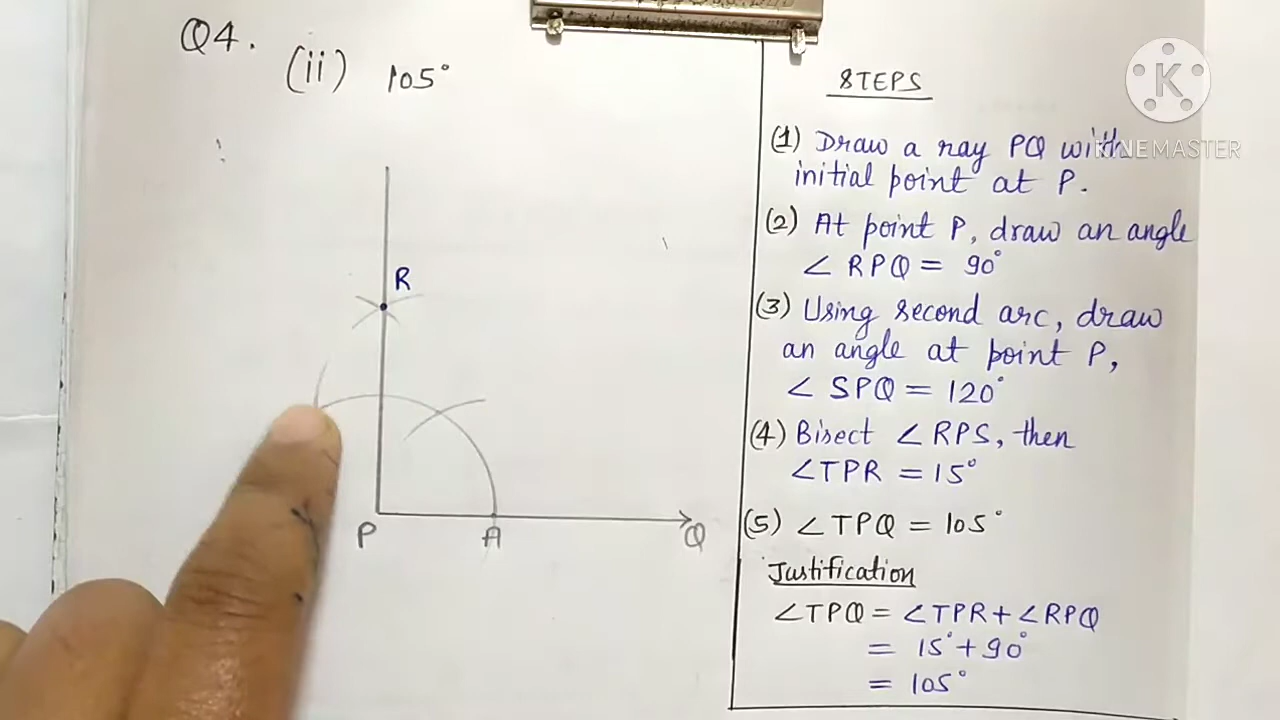 Q4.
(ii) 105°
R
P
A
Q
STEPS
(1) Draw a ray PQ with
initial point at P.
(2) At point P, draw an angle
∠ RPQ = 90°
(3) Using second arc, draw
an angle at point P,
∠ SPQ = 120°
(4) Bisect ∠RPS, then
∠TPR = 15°
(5) ∠TPQ = 105°
Justification
∠TPQ = ∠TPR + ∠RPQ
= 15° + 90°
= 105°
K
KINEMASTER